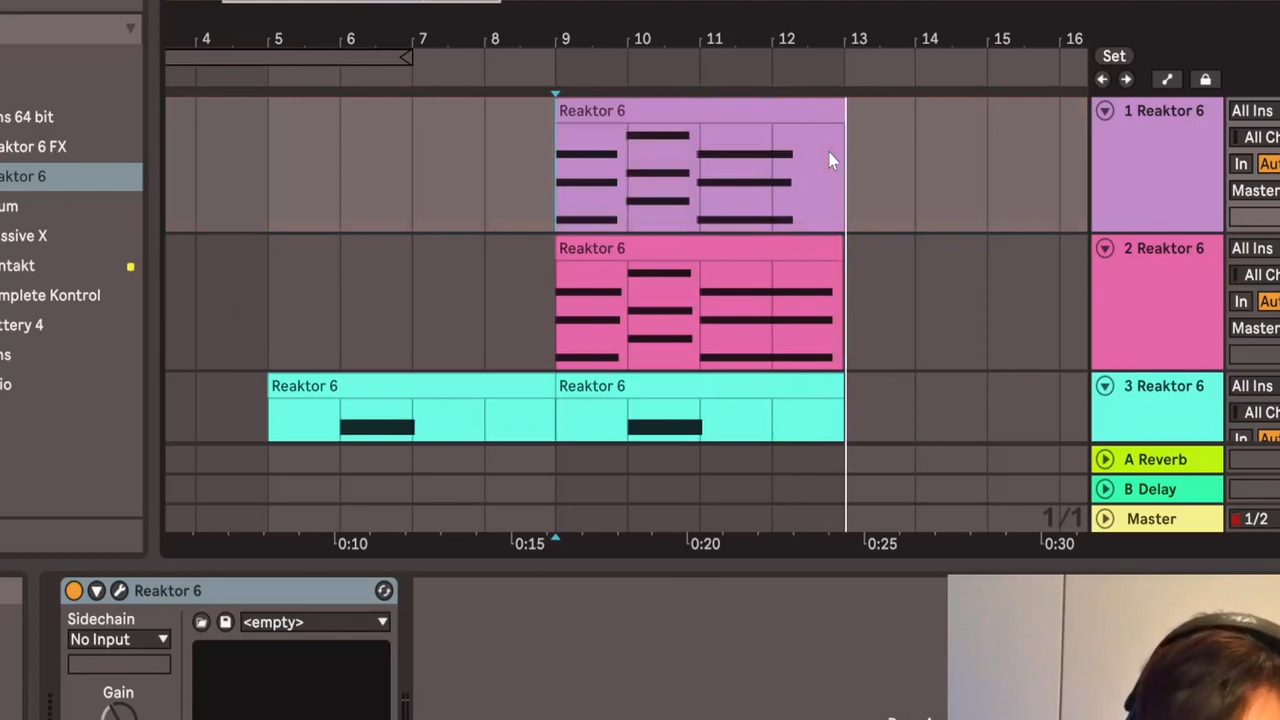 4 5 6 7 8 9 10 11 12 13 14 15 16
Set
ns 64 bit
aktor 6 FX
aktor 6
um
ssive X
ntakt
mplete Kontrol
ttery 4
ns
io
Reaktor 6
1 Reaktor 6
All Ins
All Ch
In Aut
Master
Reaktor 6
2 Reaktor 6
All Ins
All Ch
In Aut
Master
Reaktor 6 Reaktor 6
3 Reaktor 6
All Ins
All Ch
In Aut
A Reverb
B Delay
1/1
Master
1/2
0:10 0:15 0:20 0:25 0:30
Reaktor 6
Sidechain
No Input
<empty>
Gain